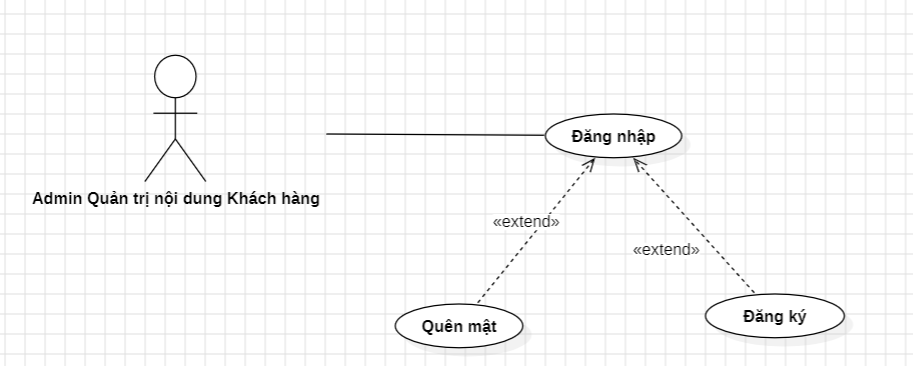 Đăng nhập
Admin Quản trị nội dung Khách hàng
«extend»
«extend»
Đăng ký
Quên mật